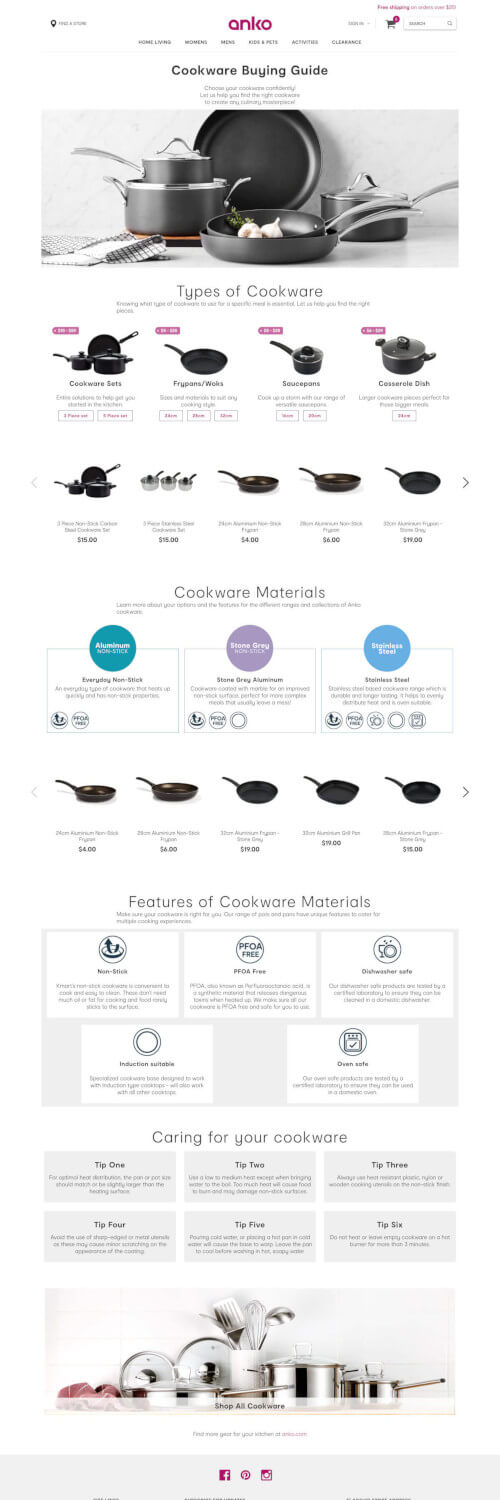 Free shipping on orders over $20!
FIND A STORE
anko
SIGN IN
SEARCH
HOME LIVING WOMENS MENS KIDS & PETS ACTIVITIES CLEARANCE
Cookware Buying Guide
Choose your cookware confidently!
Let us help you find the right cookware
to create any culinary masterpiece!
Types of Cookware
Knowing what type of cookware to use for a specific meal is essential. Let us help you find the right
pieces.
Cookware Sets
Entire solutions to help get you
started in the kitchen.
3 Piece set 5 Piece set
Frypans/Woks
Sizes and materials to suit any
cooking style.
24cm 28cm 32cm
Saucepans
Cook up a storm with our range of
versatile saucepans.
16cm 20cm
Casserole Dish
Larger cookware pieces perfect for
those bigger meals.
24cm
3 Piece Non-Stick Carbon
Steel Cookware Set
$15.00
3 Piece Stainless Steel
Cookware Set
$15.00
24cm Aluminium Non-Stick
Frypan
$4.00
28cm Aluminium Non-Stick
Frypan
$6.00
32cm Aluminium Frypan -
Stone Grey
$19.00
Cookware Materials
Learn more about your options and the features for the different ranges and collections of Anko
cookware.
Aluminum
NON-STICK
Everyday Non-Stick
An everyday type of cookware that heats up
quickly and has non-stick properties.
PFOA
FREE
Stone Grey
NON-STICK
Stone Grey Aluminum
Cookware coated with marble for an improved
non-stick surface, perfect for more complex
meals that usually leave a mess!
PFOA
FREE
Stainless
Steel
Stainless Steel
Stainless steel based cookware range which is
durable and longer lasting. It helps to evenly
distribute heat and is oven suitable.
PFOA
FREE
24cm Aluminium Non-Stick
Frypan
$4.00
28cm Aluminium Non-Stick
Frypan
$6.00
32cm Aluminium Frypan -
Stone Grey
$19.00
32cm Aluminium Grill Pan
$19.00
28cm Aluminium Frypan -
Stone Grey
$15.00
Features of Cookware Materials
Make sure your cookware is right for you. Our range of pots and pans have unique features to cater for
multiple cooking experiences.
Non-Stick
Kmart's non-stick cookware is convenient to
cook and easy to clean. These don't need
much oil or fat for cooking and food rarely
sticks to the surface.
PFOA
FREE
PFOA Free
PFOA, also known as Perfluorooctanoic acid, is
a synthetic material that releases dangerous
toxins when heated up. We make sure all our
cookware is PFOA free and safe for you to use.
Dishwasher safe
Our dishwasher safe products are tested by a
certified laboratory to ensure they can be
cleaned in a domestic dishwasher.
Induction suitable
Specialized cookware base designed to work
with Induction type cooktops - will also work
with all other cooktops.
Oven safe
Our oven safe products are tested by a
certified laboratory to ensure they can be used
in a domestic oven.
Caring for your cookware
Tip One
For optimal heat distribution, the pan or pot size
should match or be slightly larger than the
heating surface.
Tip Two
Use a low to medium heat except when bringing
water to the boil. Too much heat will cause food
to burn and may damage non-stick surfaces.
Tip Three
Always use heat resistant plastic, nylon or
wooden cooking utensils on the non-stick finish.
Tip Four
Avoid the use of sharp-edged or metal utensils
as these may cause minor scratching on the
appearance of the coating.
Tip Five
Pouring cold water, or placing a hot pan in cold
water will cause the base to warp. Leave the pan
to cool before washing in hot, soapy water.
Tip Six
Do not heat or leave empty cookware on a hot
burner for more than 3 minutes.
Shop All Cookware
Find more gear for your kitchen at anko.com